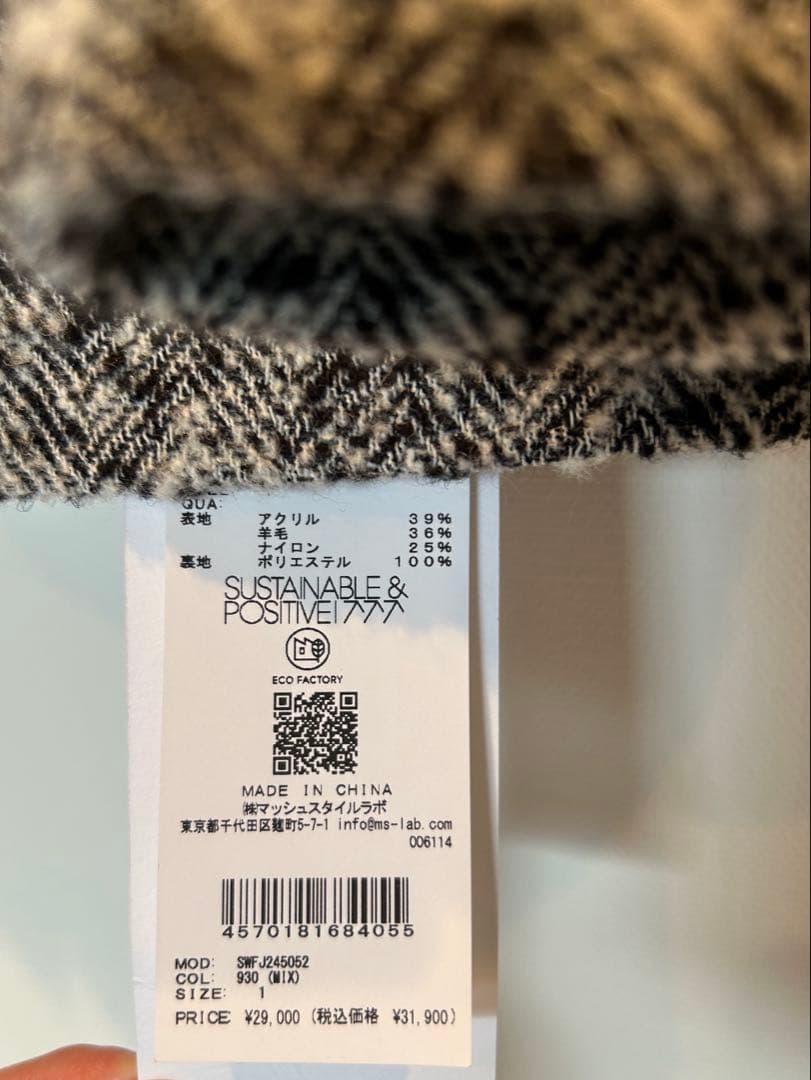 QUA:
表地 アクリル 39%
羊毛 36%
ナイロン 25%
裏地 ポリエステル 100%
SUSTAINABLE &
POSITIVE!
ECO FACTORY
MADE IN CHINA
㈱マッシュスタイルラボ
東京都千代田区麹町5-7-1 info@ms-lab.com
006114
4570181684055
MOD: SWFJ245052
COL: 930 (MIX)
SIZE: 1
PRICE ¥29,000 (税込価格 ¥31,900)